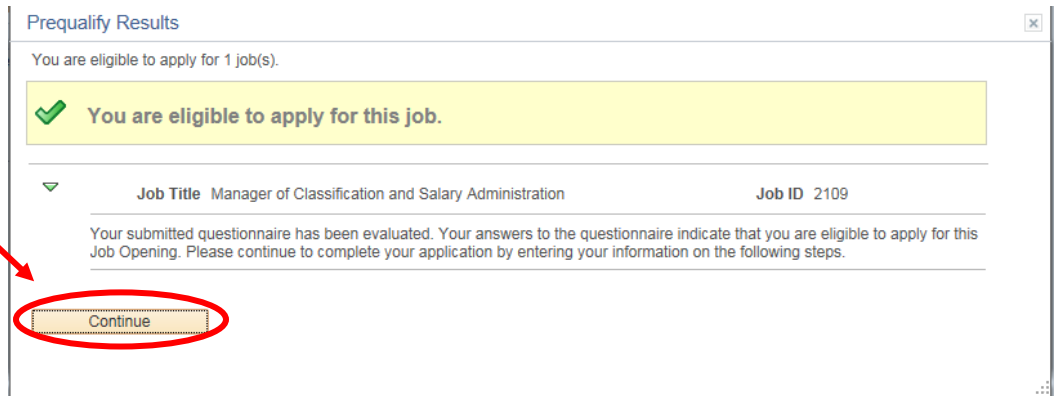 Prequalify Results
You are eligible to apply for 1 job(s).
You are eligible to apply for this job.
Job Title Manager of Classification and Salary Administration Job ID 2109
Your submitted questionnaire has been evaluated. Your answers to the questionnaire indicate that you are eligible to apply for this
Job Opening. Please continue to complete your application by entering your information on the following steps.
Continue